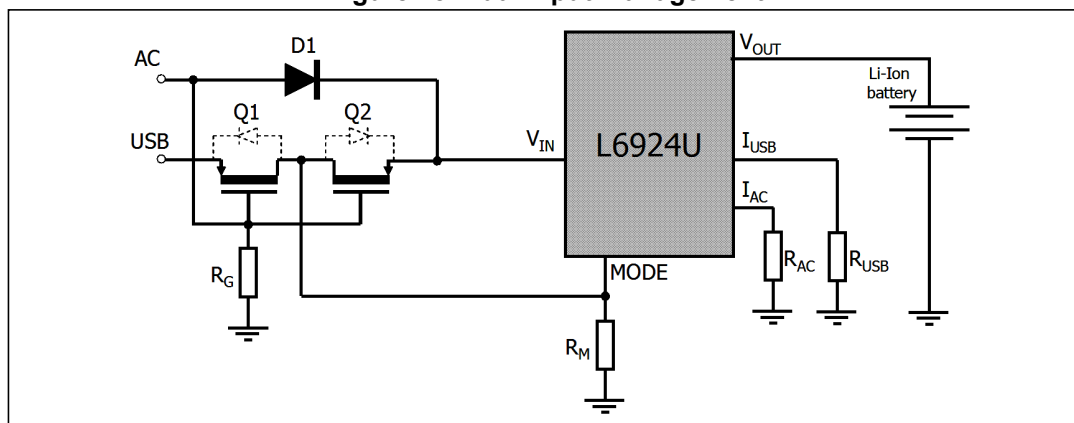 AC
D1
VOUT
Li-Ion
battery
Q1
Q2
USB
VIN
L6924U
IUSB
IAC
RG
MODE
RAC
RUSB
RM